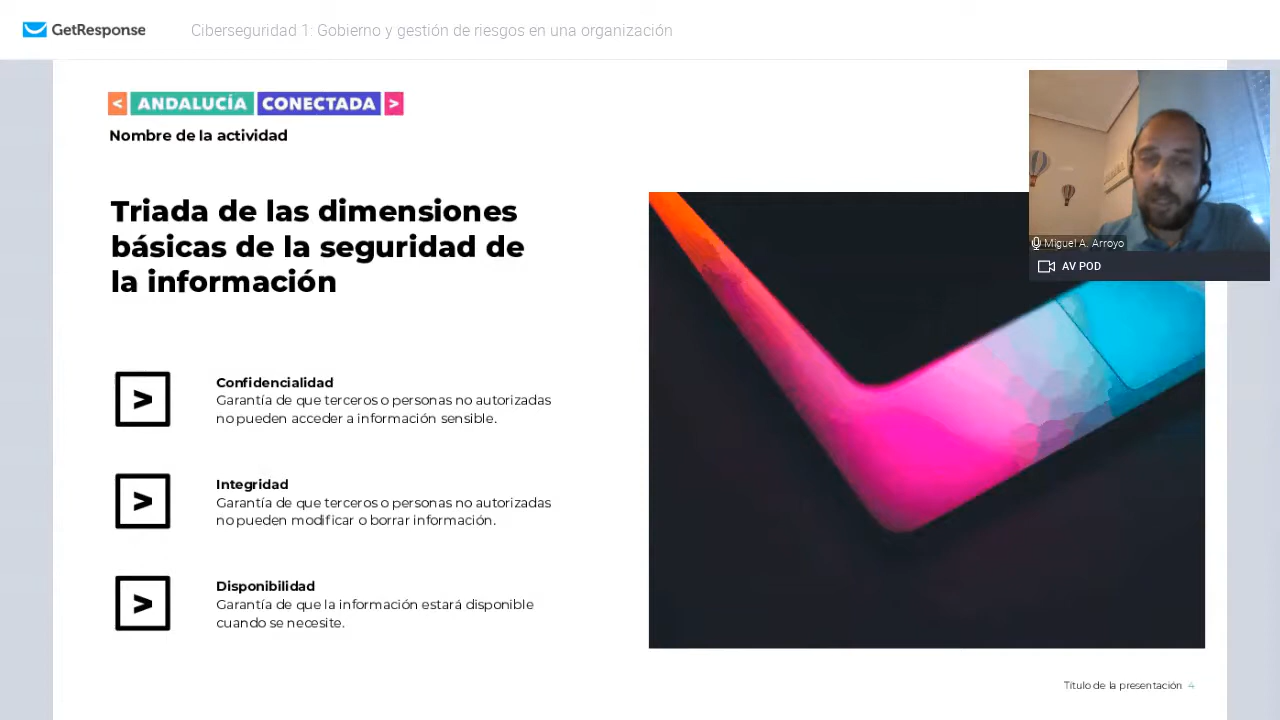 GetResponse
Ciberseguridad 1: Gobierno y gestión de riesgos en una organización
< ANDALUCÍA CONECTADA >
Nombre de la actividad
Triada de las dimensiones
básicas de la seguridad de
la información
Miguel A. Arroyo
AV POD
>
Confidencialidad
Garantía de que terceros o personas no autorizadas
no pueden acceder a información sensible.
>
Integridad
Garantía de que terceros o personas no autorizadas
no pueden modificar o borrar información.
>
Disponibilidad
Garantía de que la información estará disponible
cuando se necesite.
Título de la presentación 4